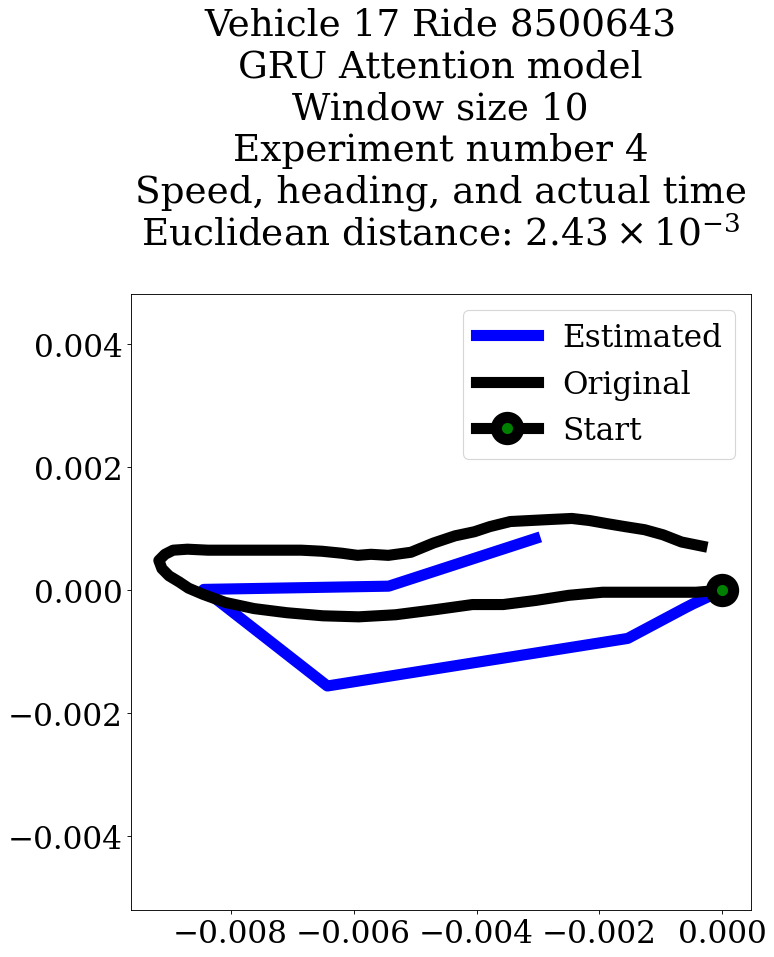 Vehicle 17 Ride 8500643
GRU Attention model
Window size 10
Experiment number 4
Speed, heading, and actual time
Euclidean distance: 2.43 × 10⁻³
Estimated
Original
Start
0.004
0.002
0.000
−0.002
−0.004
−0.008 −0.006 −0.004 −0.002 0.000